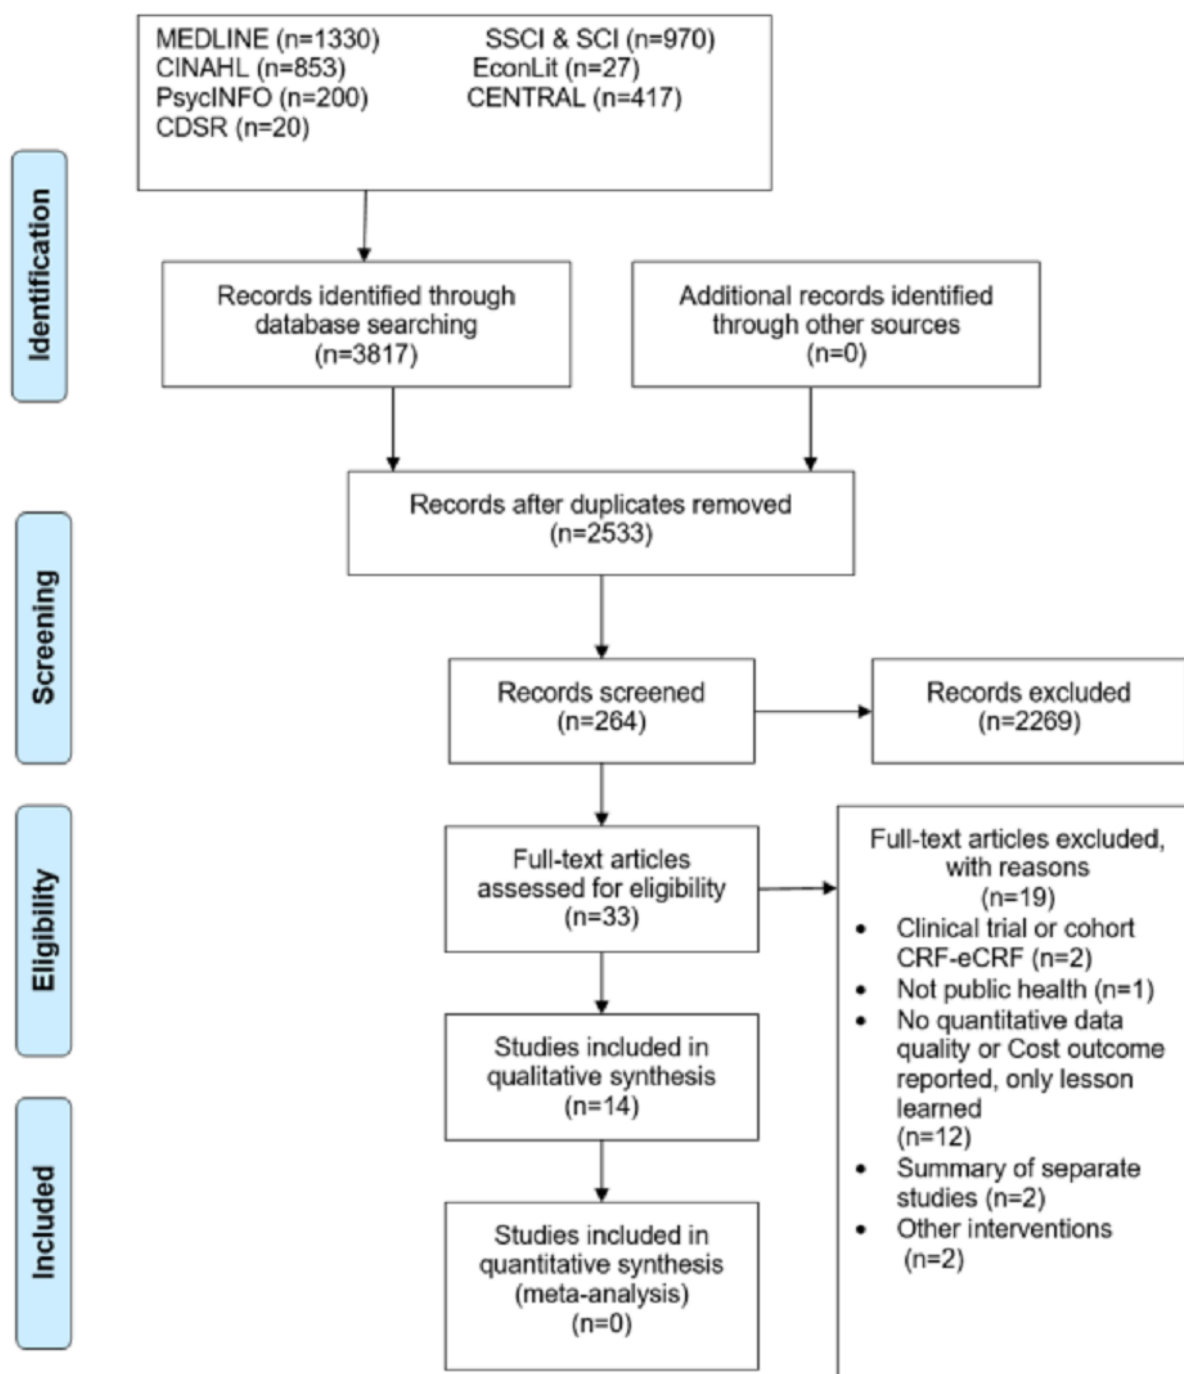 MEDLINE (n=1330) SSCI & SCI (n=970)
CINAHL (n=853) EconLit (n=27)
PsycINFO (n=200) CENTRAL (n=417)
CDSR (n=20)
Identification
Records identified through
database searching
(n=3817)
Additional records identified
through other sources
(n=0)
Records after duplicates removed
(n=2533)
Screening
Records screened
(n=264)
Records excluded
(n=2269)
Eligibility
Full-text articles
assessed for eligibility
(n=33)
Full-text articles excluded,
with reasons
(n=19)
• Clinical trial or cohort
CRF-eCRF (n=2)
• Not public health (n=1)
• No quantitative data
quality or Cost outcome
reported, only lesson
learned
(n=12)
• Summary of separate
studies (n=2)
• Other interventions
(n=2)
Studies included in
qualitative synthesis
(n=14)
Included
Studies included in
quantitative synthesis
(meta-analysis)
(n=0)